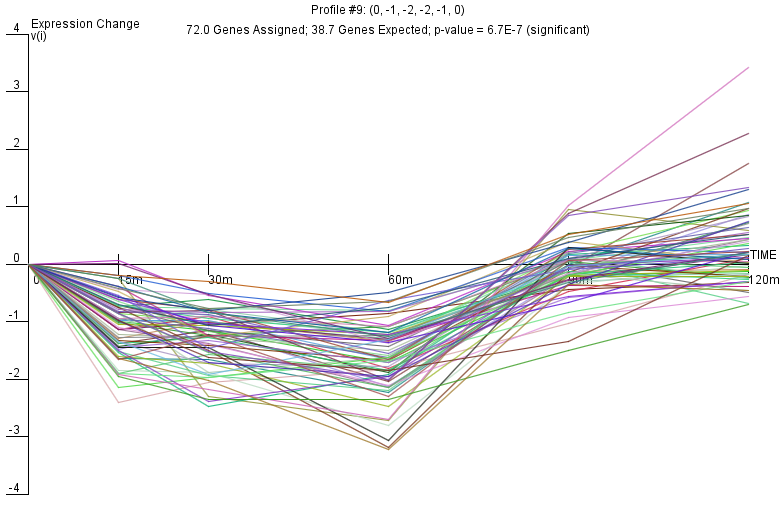 Profile #9: (0, -1, -2, -2, -1, 0)
Expression Change
v(i)
72.0 Genes Assigned; 38.7 Genes Expected; p-value = 6.7E-7 (significant)
4
3
2
1
0
-1
-2
-3
-4
0
30m
60m
TIME
120m